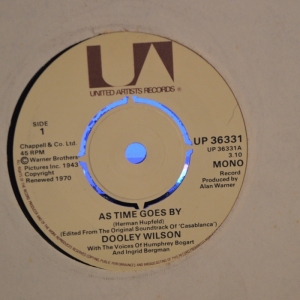 UA
UNITED ARTISTS RECORDS
SIDE
1
Chappell & Co. Ltd.
45 RPM
Ⓟ Warner Brothers
Pictures Inc. 1943
Copyright
Renewed 1970
UP 36331
UP 36331A
3.10
MONO
Record
Produced by
Alan Warner
AS TIME GOES BY
(Herman Hupfeld)
(Edited From The Original Soundtrack Of 'Casablanca')
DOOLEY WILSON
With The Voices Of Humphrey Bogart
And Ingrid Bergman